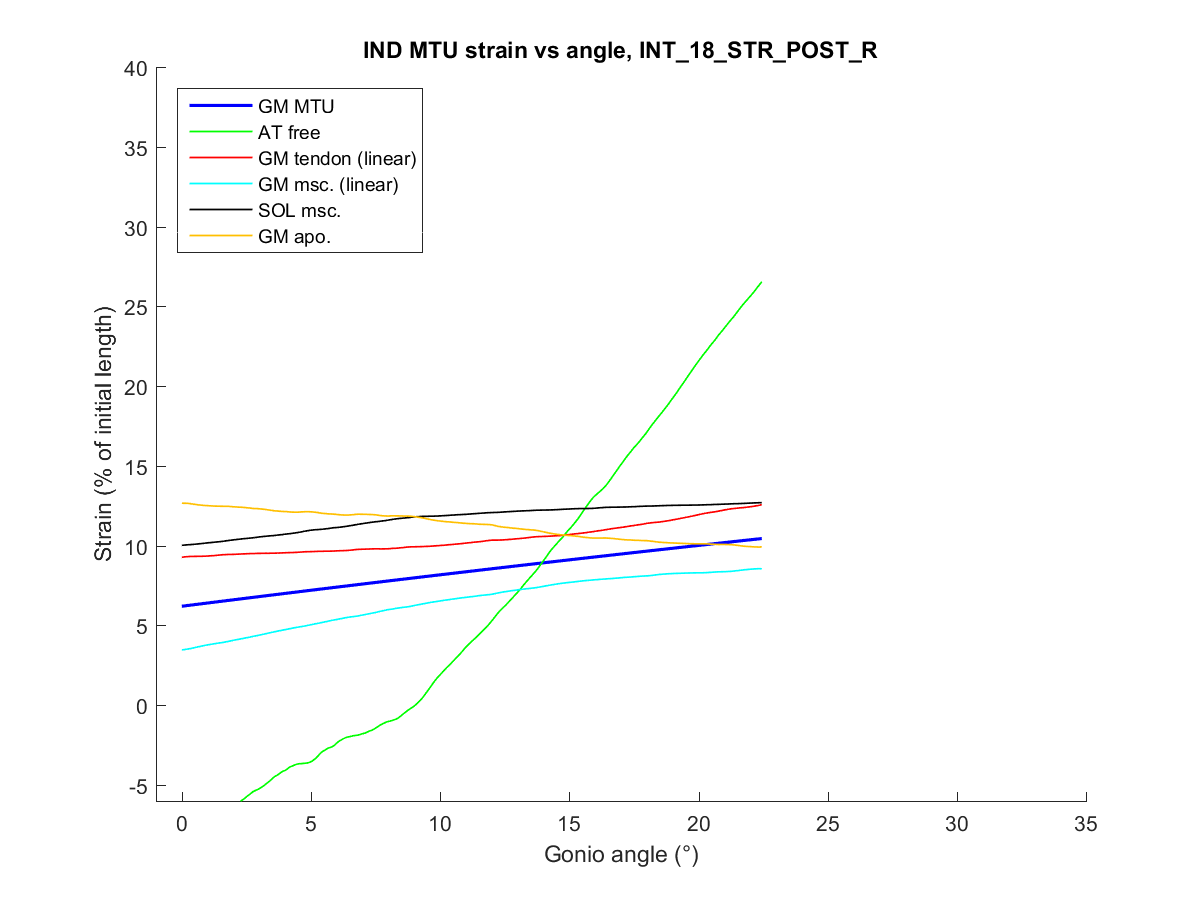 IND MTU strain vs angle, INT_18_STR_POST_R
40
35
30
25
20
15
10
5
0
-5
Strain (% of initial length)
GM MTU
AT free
GM tendon (linear)
GM msc. (linear)
SOL msc.
GM apo.
0 5 10 15 20 25 30 35
Gonio angle (°)